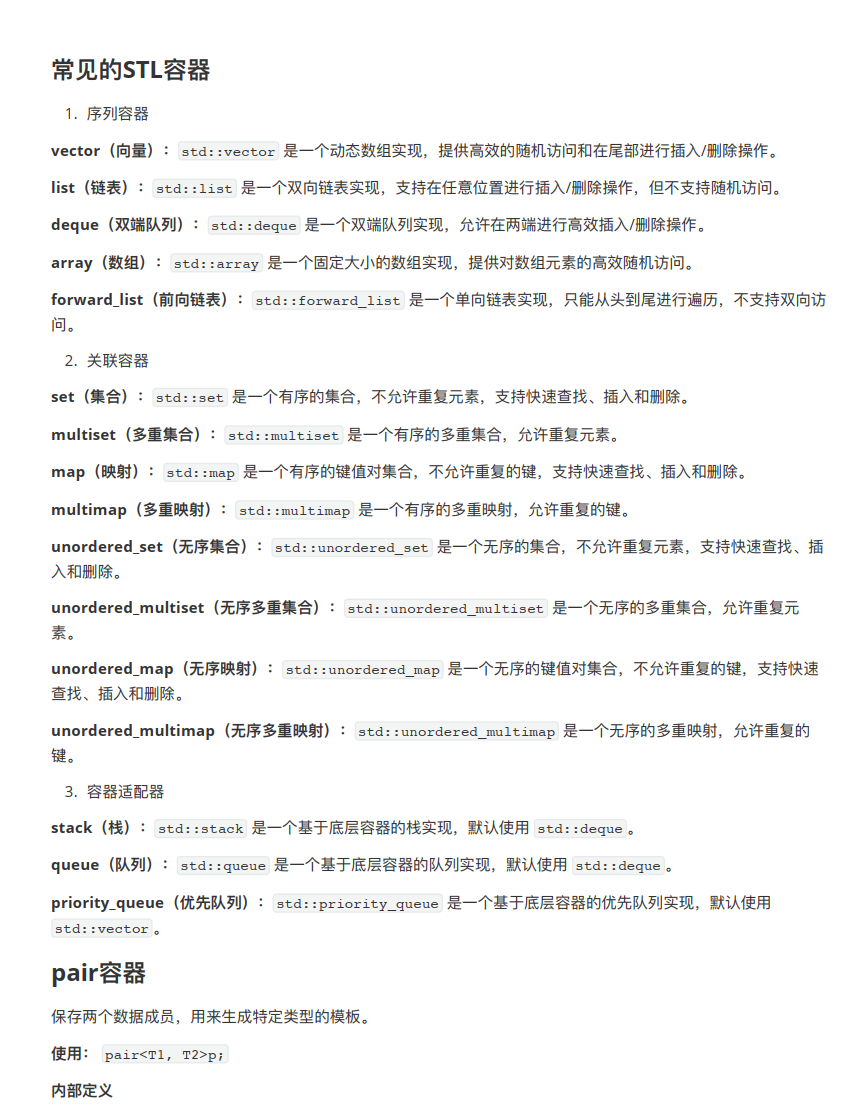 常见的STL容器
1. 序列容器
vector（向量）： std::vector 是一个动态数组实现，提供高效的随机访问和在尾部进行插入/删除操作。
list（链表）： std::list 是一个双向链表实现，支持在任意位置进行插入/删除操作，但不支持随机访问。
deque（双端队列）： std::deque 是一个双端队列实现，允许在两端进行高效插入/删除操作。
array（数组）： std::array 是一个固定大小的数组实现，提供对数组元素的高效随机访问。
forward_list（前向链表）： std::forward_list 是一个单向链表实现，只能从头到尾进行遍历，不支持双向访
问。
2. 关联容器
set（集合）： std::set 是一个有序的集合，不允许重复元素，支持快速查找、插入和删除。
multiset（多重集合）： std::multiset 是一个有序的多重集合，允许重复元素。
map（映射）： std::map 是一个有序的键值对集合，不允许重复的键，支持快速查找、插入和删除。
multimap（多重映射）： std::multimap 是一个有序的多重映射，允许重复的键。
unordered_set（无序集合）： std::unordered_set 是一个无序的集合，不允许重复元素，支持快速查找、插
入和删除。
unordered_multiset（无序多重集合）： std::unordered_multiset 是一个无序的多重集合，允许重复元
素。
unordered_map（无序映射）： std::unordered_map 是一个无序的键值对集合，不允许重复的键，支持快速
查找、插入和删除。
unordered_multimap（无序多重映射）： std::unordered_multimap 是一个无序的多重映射，允许重复的
键。
3. 容器适配器
stack（栈）： std::stack 是一个基于底层容器的栈实现，默认使用 std::deque。
queue（队列）： std::queue 是一个基于底层容器的队列实现，默认使用 std::deque。
priority_queue（优先队列）： std::priority_queue 是一个基于底层容器的优先队列实现，默认使用
std::vector。
pair容器
保存两个数据成员，用来生成特定类型的模板。
使用： pair<T1, T2>p;
内部定义